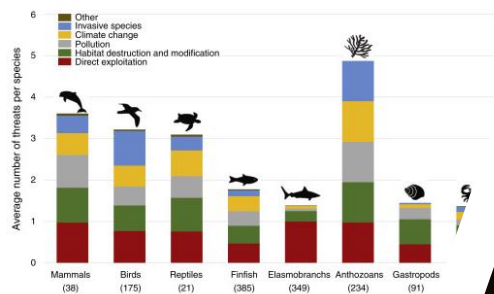 Other
Invasive species
Climate change
Pollution
Habitat destruction and modification
Direct exploitation
Average number of threats per species
6
5
4
3
2
1
0
Mammals Birds Reptiles Finfish Elasmobranchs Anthozoans Gastropods
(38) (175) (21) (385) (349) (234) (91)